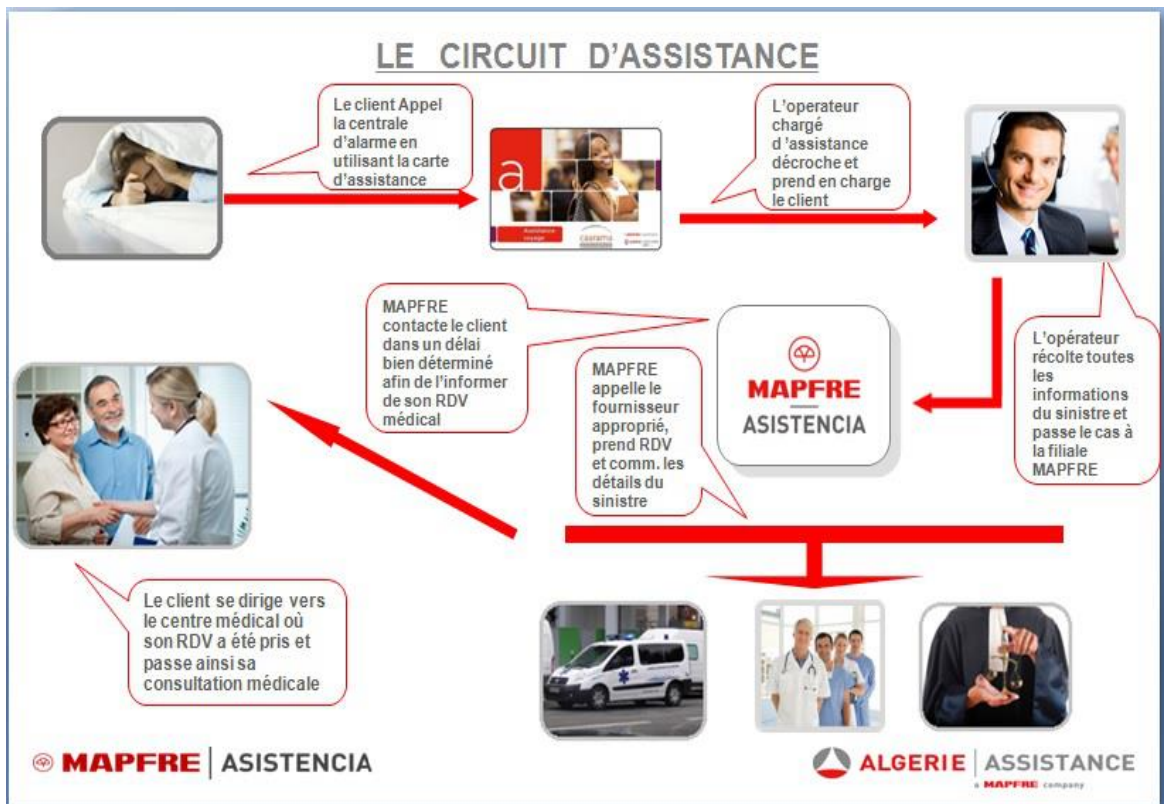 LE CIRCUIT D'ASSISTANCE
Le client Appel
la centrale
d'alarme en
utilisant la carte
d'assistance
L'operateur
chargé
d 'assistance
décroche et
prend en charge
le client
a
Assistance
voyage
caarama
L'opérateur
récolte toutes
les
informations
du sinistre et
passe le cas à
la filiale
MAPFRE
MAPFRE
ASISTENCIA
MAPFRE
appelle le
fournisseur
approprié,
prend RDV
et comm. les
détails du
sinistre
MAPFRE
contacte le client
dans un délai
bien déterminé
afin de l'informer
de son RDV
médical
Le client se dirige vers
le centre médical où
son RDV a été pris et
passe ainsi sa
consultation médicale
MAPFRE ASISTENCIA
ALGERIE ASSISTANCE
a MAPFRE company